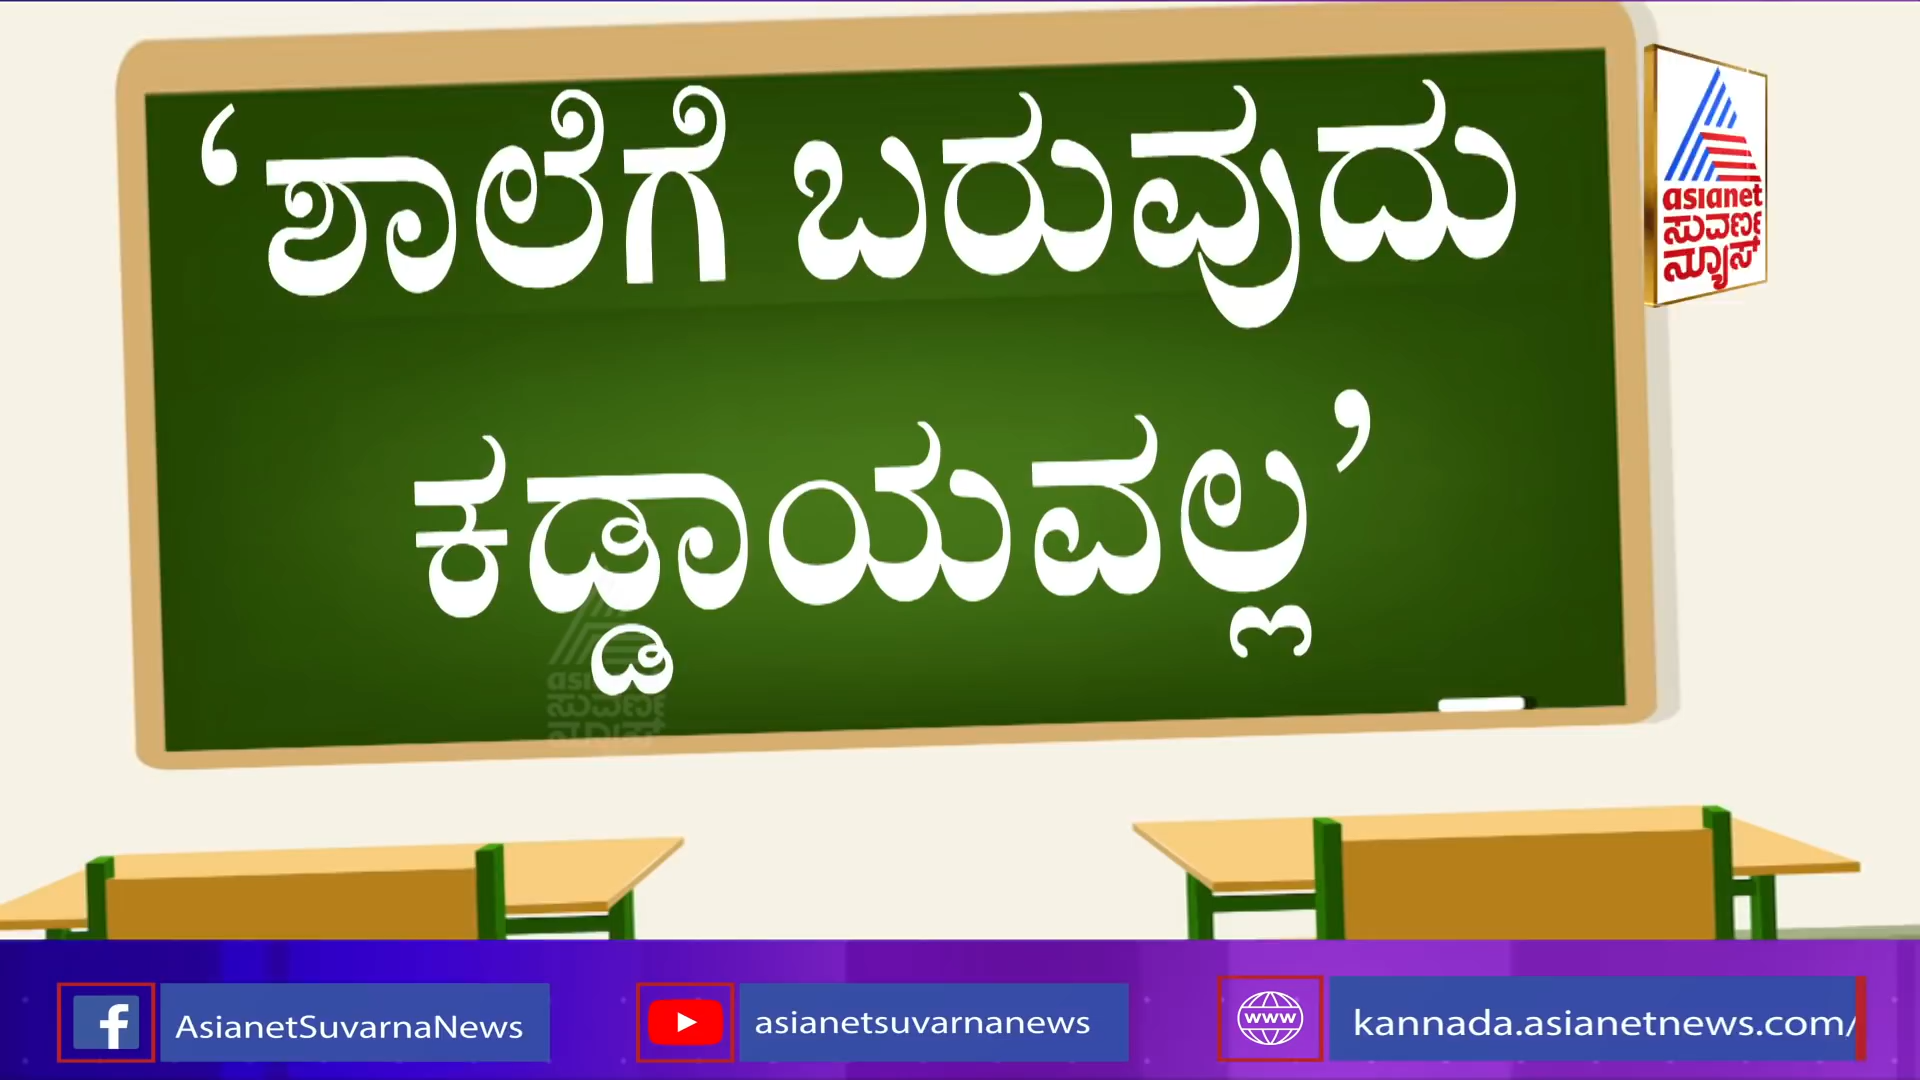 ‘ಶಾಲೆಗೆ ಬರುವುದು
ಕಡ್ಡಾಯವಲ್ಲ’
asianet
ಸುವರ್ಣ
ನ್ಯೂಸ್
AsianetSuvarnaNews
asianetsuvarnanews
www
kannada.asianetnews.com/